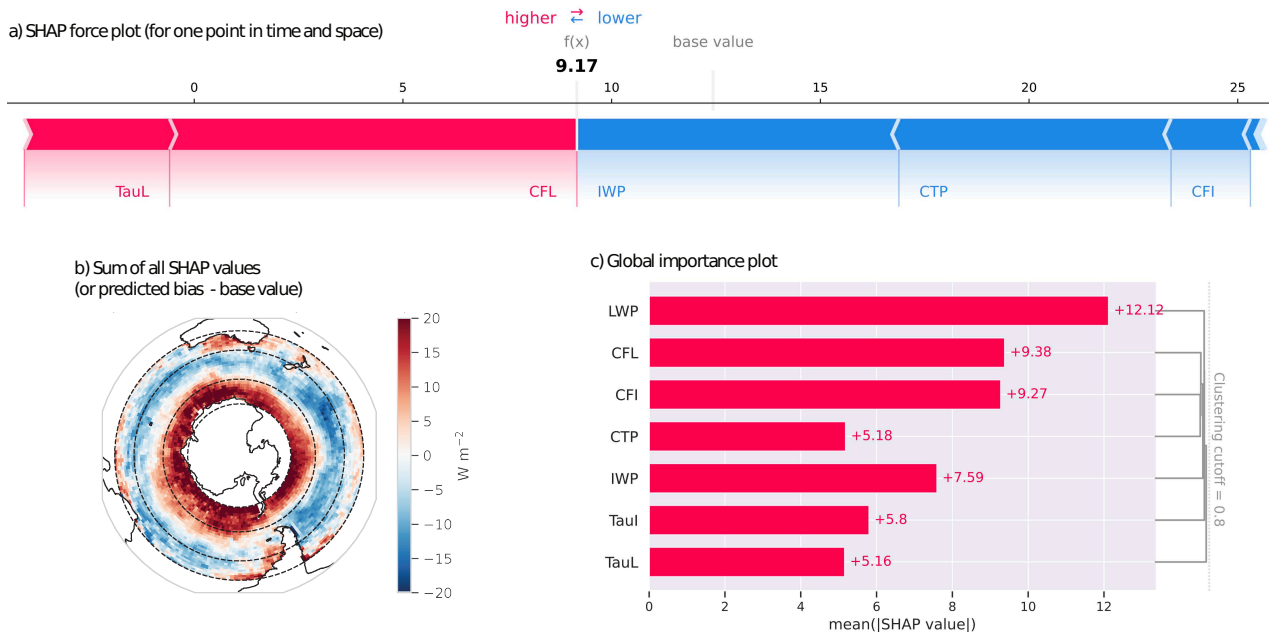 higher ⇄ lower
a) SHAP force plot (for one point in time and space)
f(x)
base value
9.17
0 5 10 15 20 25
TauL CFL IWP CTP CFI
b) Sum of all SHAP values
(or predicted bias - base value)
20
15
10
5
0
−5
−10
−15
−20
W m⁻²
c) Global importance plot
LWP +12.12
CFL +9.38
CFI +9.27
CTP +5.18
IWP +7.59
TauI +5.8
TauL +5.16
0 2 4 6 8 10 12
mean(|SHAP value|)
Clustering cutoff = 0.8